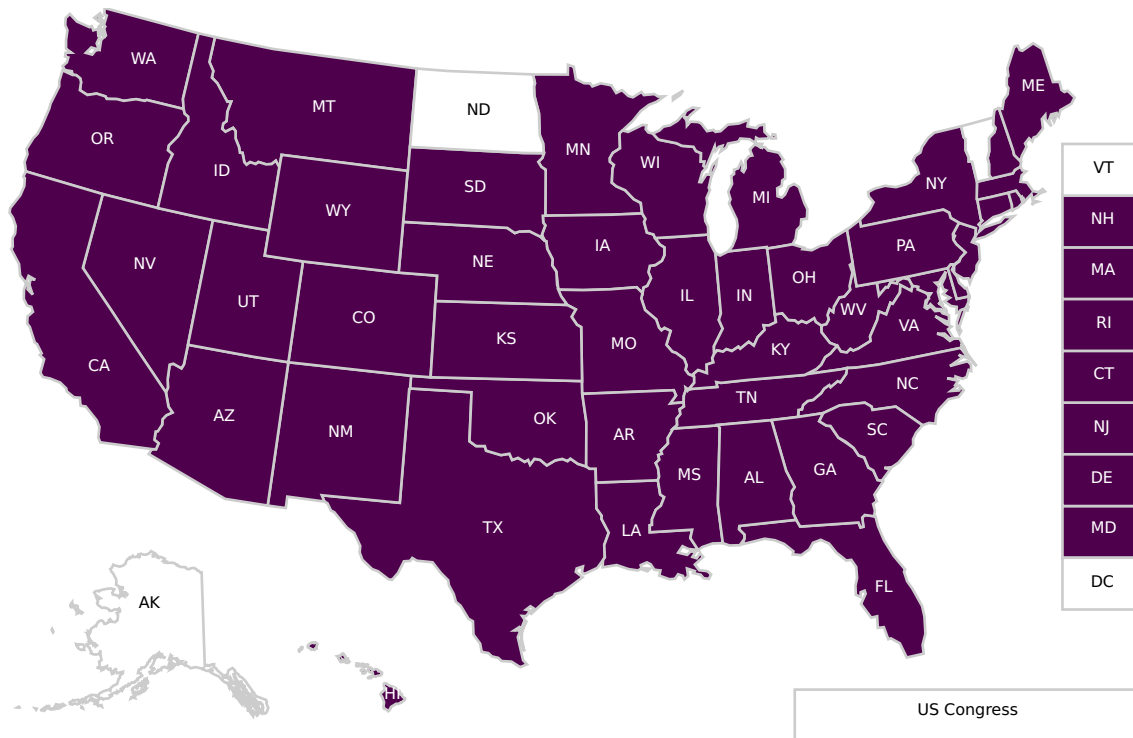 WA
MT
ND
ME
OR
MN
ID
SD
WI
VT
MI
NY
WY
NH
IA
PA
NV
NE
MA
UT
OH
IL
IN
CO
WV
RI
KS
MO
VA
KY
CA
CT
NC
TN
AZ
OK
NM
AR
SC
NJ
GA
MS
AL
DE
TX
LA
MD
FL
DC
AK
HI
US Congress